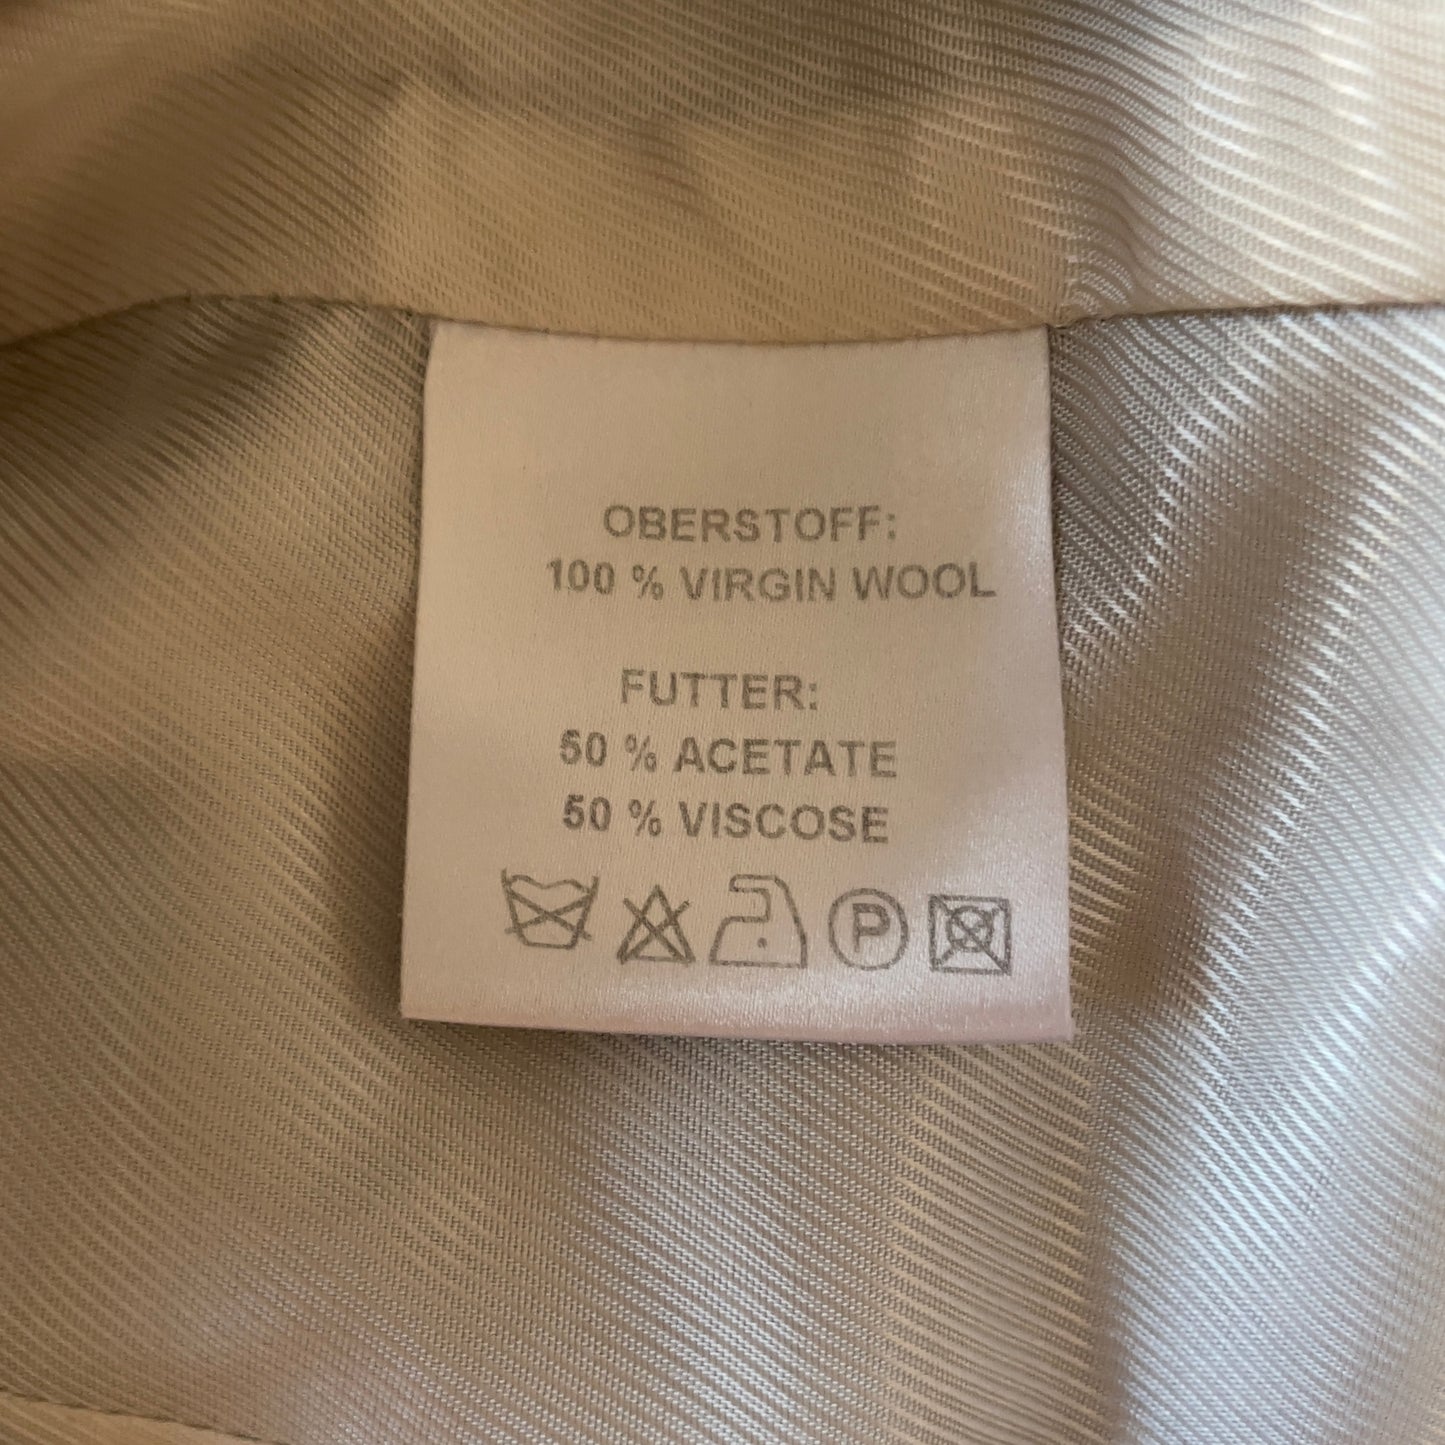 OBERSTOFF:
100 % VIRGIN WOOL
FUTTER:
50 % ACETATE
50 % VISCOSE
P